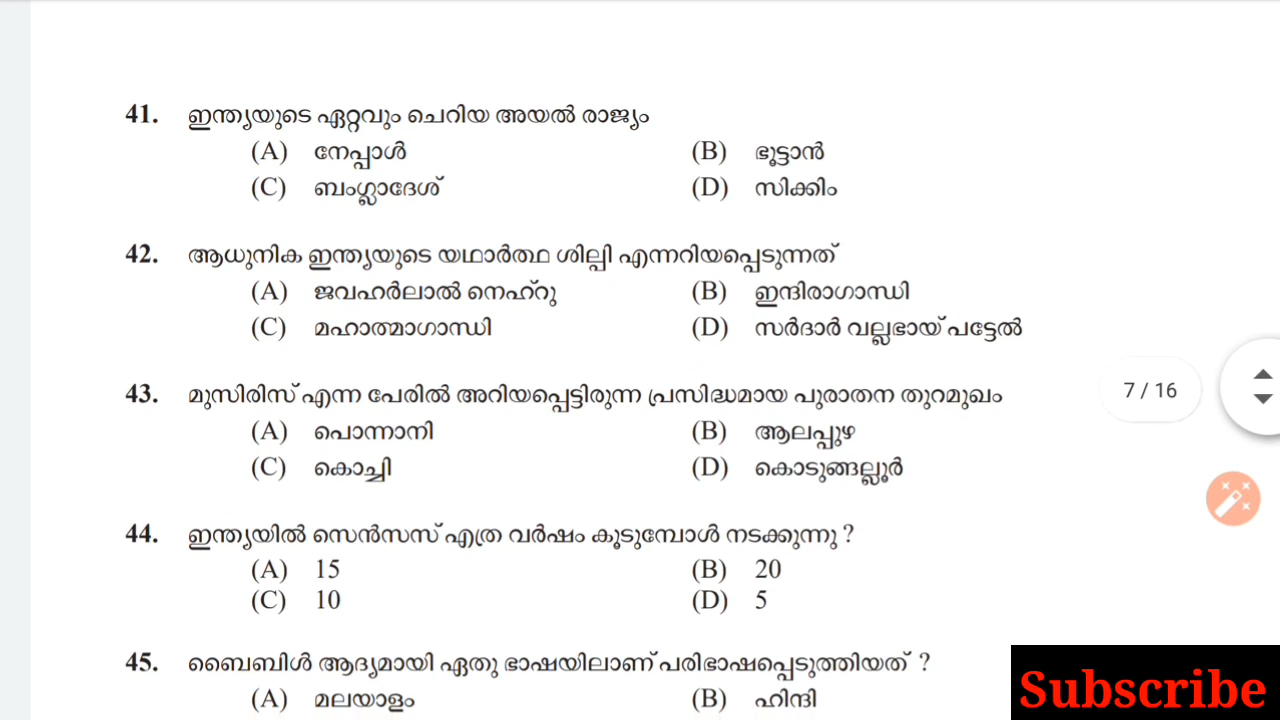 41. ഇന്ത്യയുടെ ഏറ്റവും ചെറിയ അയൽ രാജ്യം
(A) നേപ്പാൾ (B) ഭൂട്ടാൻ
(C) ബംഗ്ലാദേശ് (D) സിക്കിം
42. ആധുനിക ഇന്ത്യയുടെ യഥാർത്ഥ ശില്പി എന്നറിയപ്പെടുന്നത്
(A) ജവഹർലാൽ നെഹ്റു (B) ഇന്ദിരാഗാന്ധി
(C) മഹാത്മാഗാന്ധി (D) സർദാർ വല്ലഭായ് പട്ടേൽ
43. മുസിരിസ് എന്ന പേരിൽ അറിയപ്പെട്ടിരുന്ന പ്രസിദ്ധമായ പുരാതന തുറമുഖം
(A) പൊന്നാനി (B) ആലപ്പുഴ
(C) കൊച്ചി (D) കൊടുങ്ങല്ലൂർ
44. ഇന്ത്യയിൽ സെൻസസ് എത്ര വർഷം കൂടുമ്പോൾ നടക്കുന്നു ?
(A) 15 (B) 20
(C) 10 (D) 5
45. ബൈബിൾ ആദ്യമായി ഏതു ഭാഷയിലാണ് പരിഭാഷപ്പെടുത്തിയത് ?
(A) മലയാളം (B) ഹിന്ദി
7 / 16
Subscribe